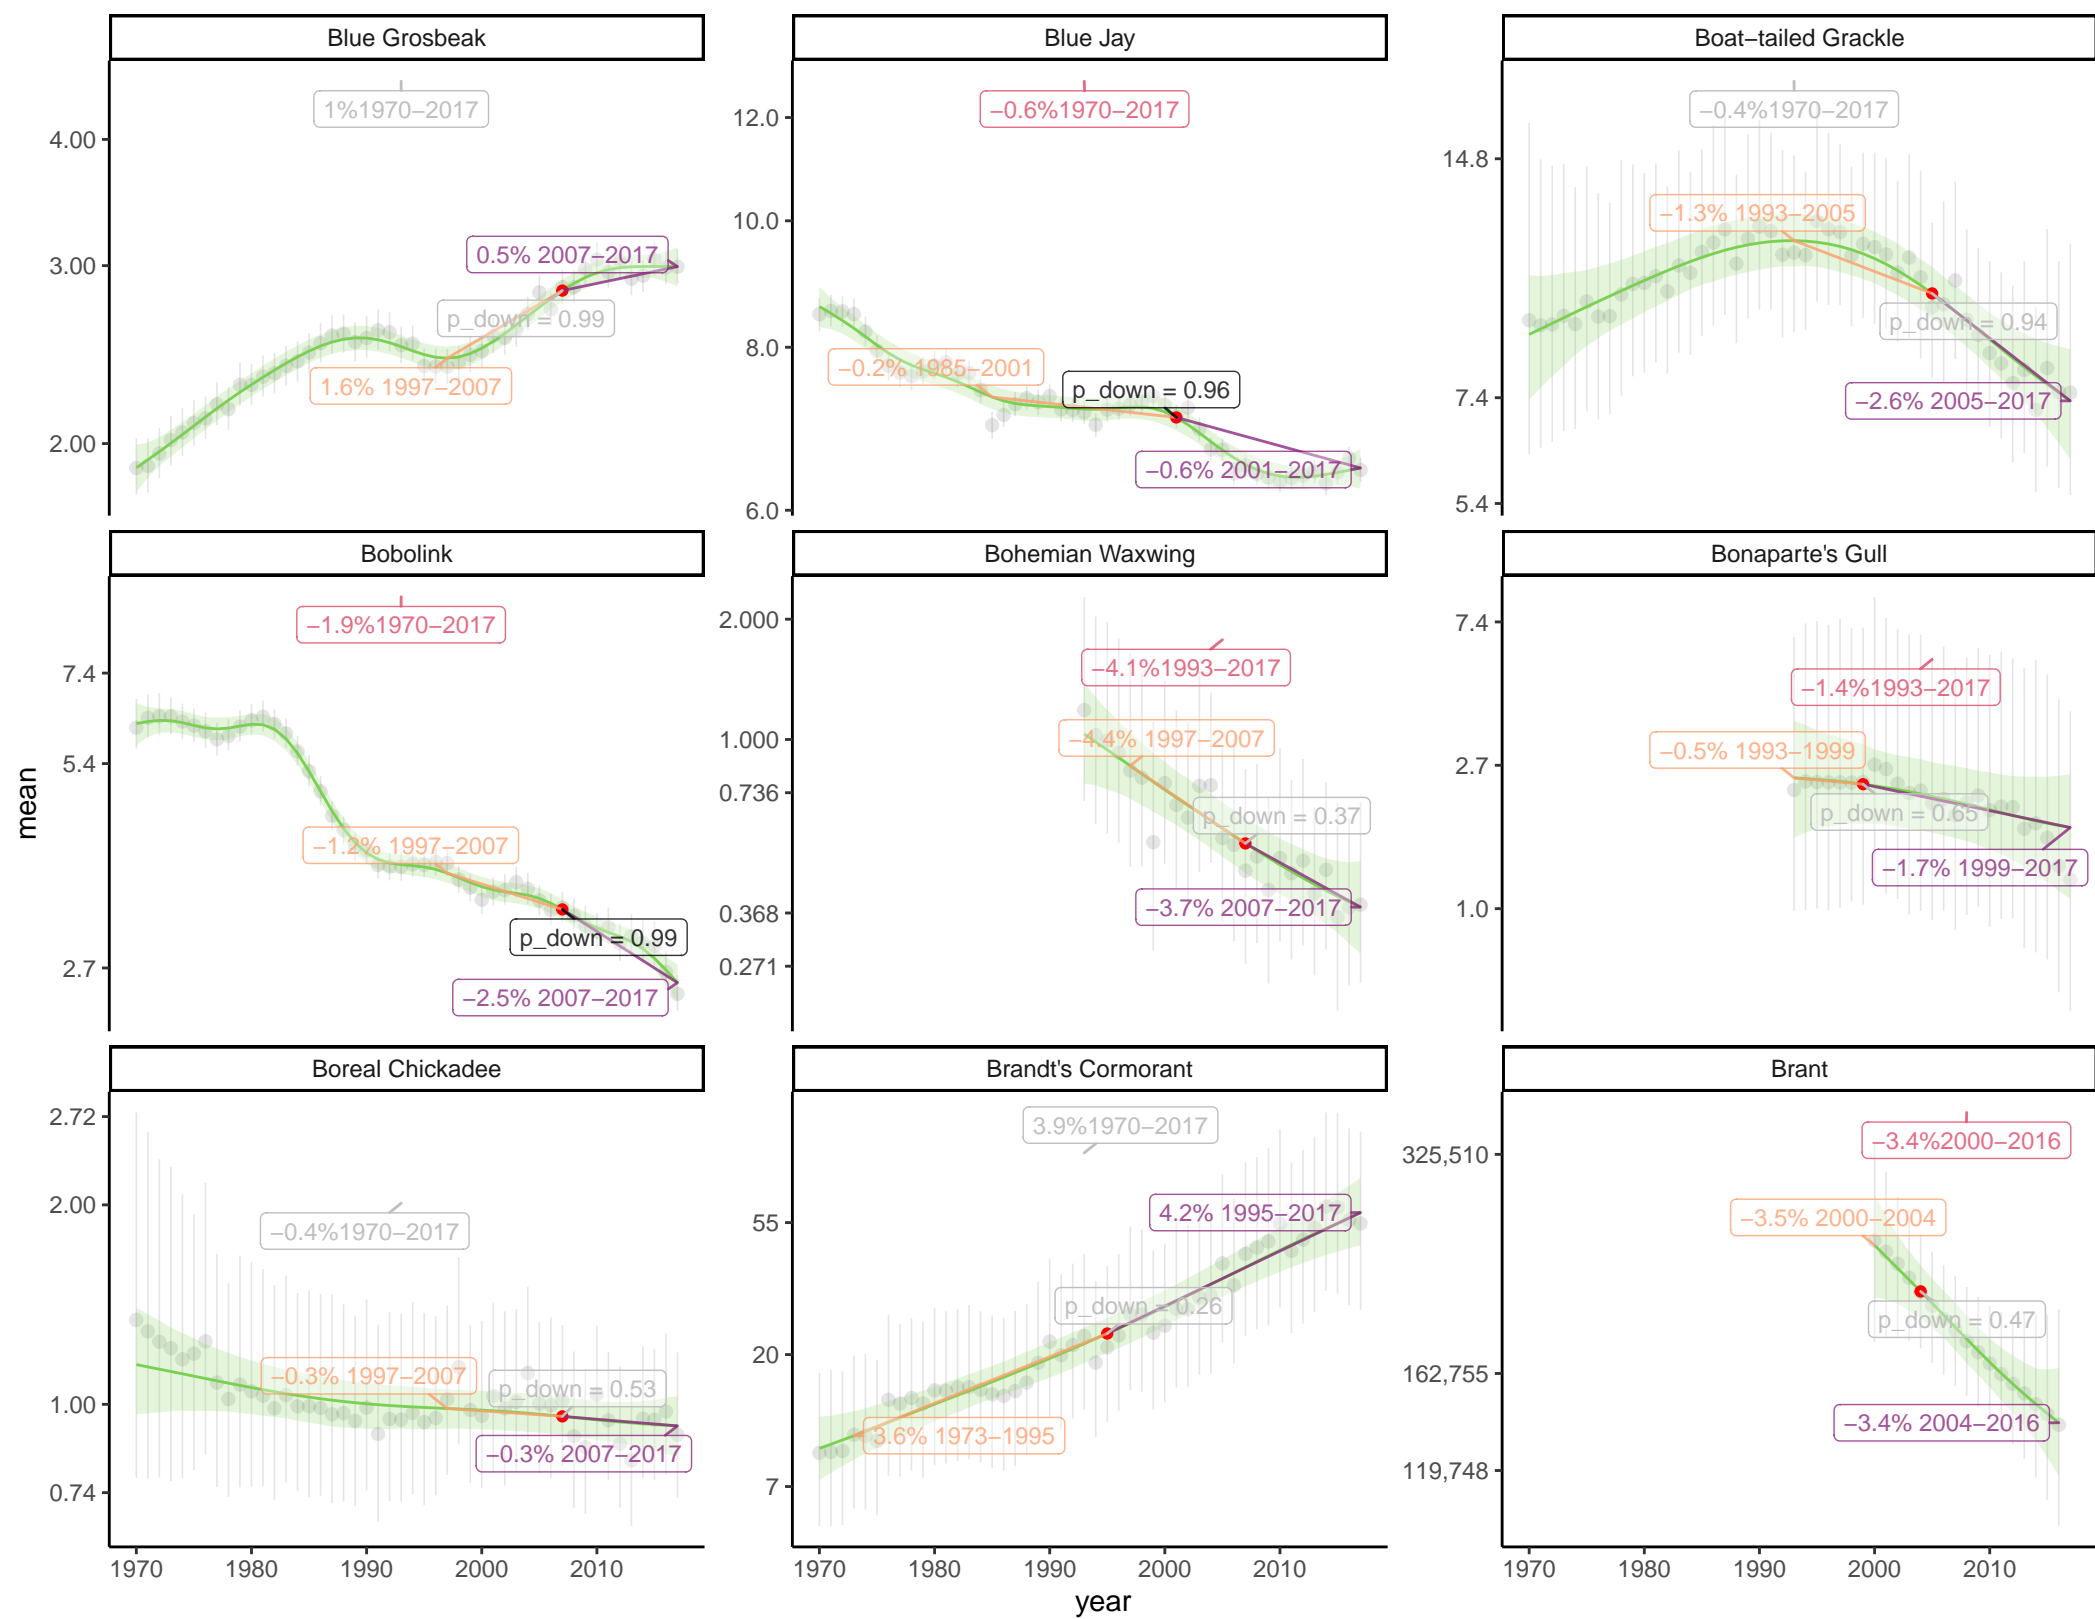 Blue Grosbeak
Blue Jay
Boat−tailed Grackle
4.00
3.00
2.00
1%1970−2017
0.5% 2007−2017
p_down = 0.99
1.6% 1997−2007
12.0
10.0
8.0
6.0
−0.6%1970−2017
−0.2% 1985−2001
p_down = 0.96
−0.6% 2001−2017
14.8
7.4
5.4
−0.4%1970−2017
−1.3% 1993−2005
p_down = 0.94
−2.6% 2005−2017
Bobolink
Bohemian Waxwing
Bonaparte's Gull
mean
7.4
5.4
2.7
−1.9%1970−2017
−1.2% 1997−2007
p_down = 0.99
−2.5% 2007−2017
2.000
1.000
0.736
0.368
0.271
−4.1%1993−2017
−4.4% 1997−2007
p_down = 0.37
−3.7% 2007−2017
7.4
2.7
1.0
−1.4%1993−2017
−0.5% 1993−1999
p_down = 0.65
−1.7% 1999−2017
Boreal Chickadee
Brandt's Cormorant
Brant
2.72
2.00
1.00
0.74
−0.4%1970−2017
−0.3% 1997−2007
p_down = 0.53
−0.3% 2007−2017
55
20
7
3.9%1970−2017
4.2% 1995−2017
p_down = 0.26
3.6% 1973−1995
325,510
162,755
119,748
−3.4%2000−2016
−3.5% 2000−2004
p_down = 0.47
−3.4% 2004−2016
1970 1980 1990 2000 2010
1970 1980 1990 2000 2010
1970 1980 1990 2000 2010
year